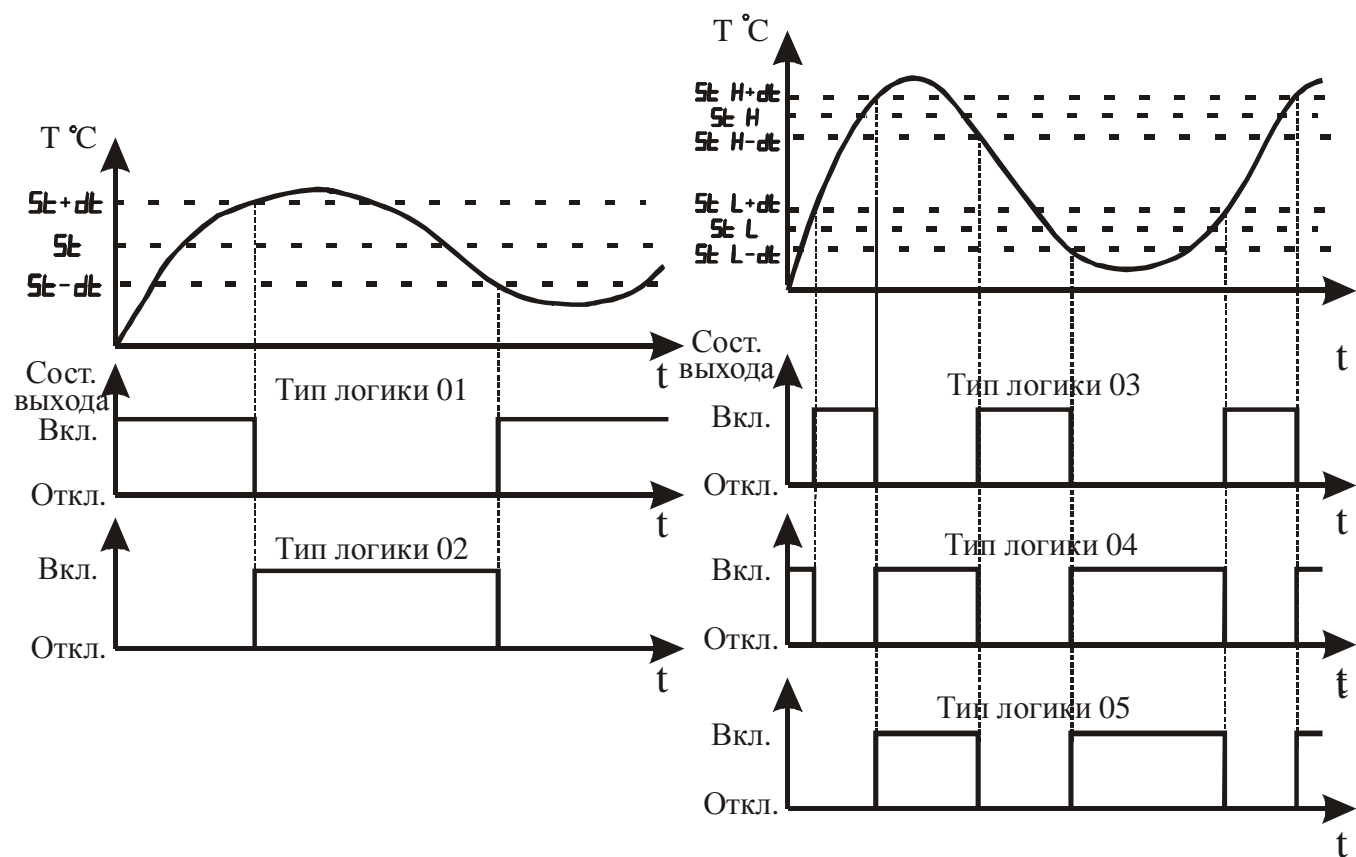 T °C
St+dt
St
St-dt
t
Сост.
выхода
Тип логики 01
Вкл.
Откл.
t
Тип логики 02
Вкл.
Откл.
t
T °C
St H+dt
St H
St H-dt
St L+dt
St L
St L-dt
t
Сост.
выхода
Тип логики 03
Вкл.
Откл.
t
Тип логики 04
Вкл.
Откл.
t
t
Тип логики 05
Вкл.
Откл.
t